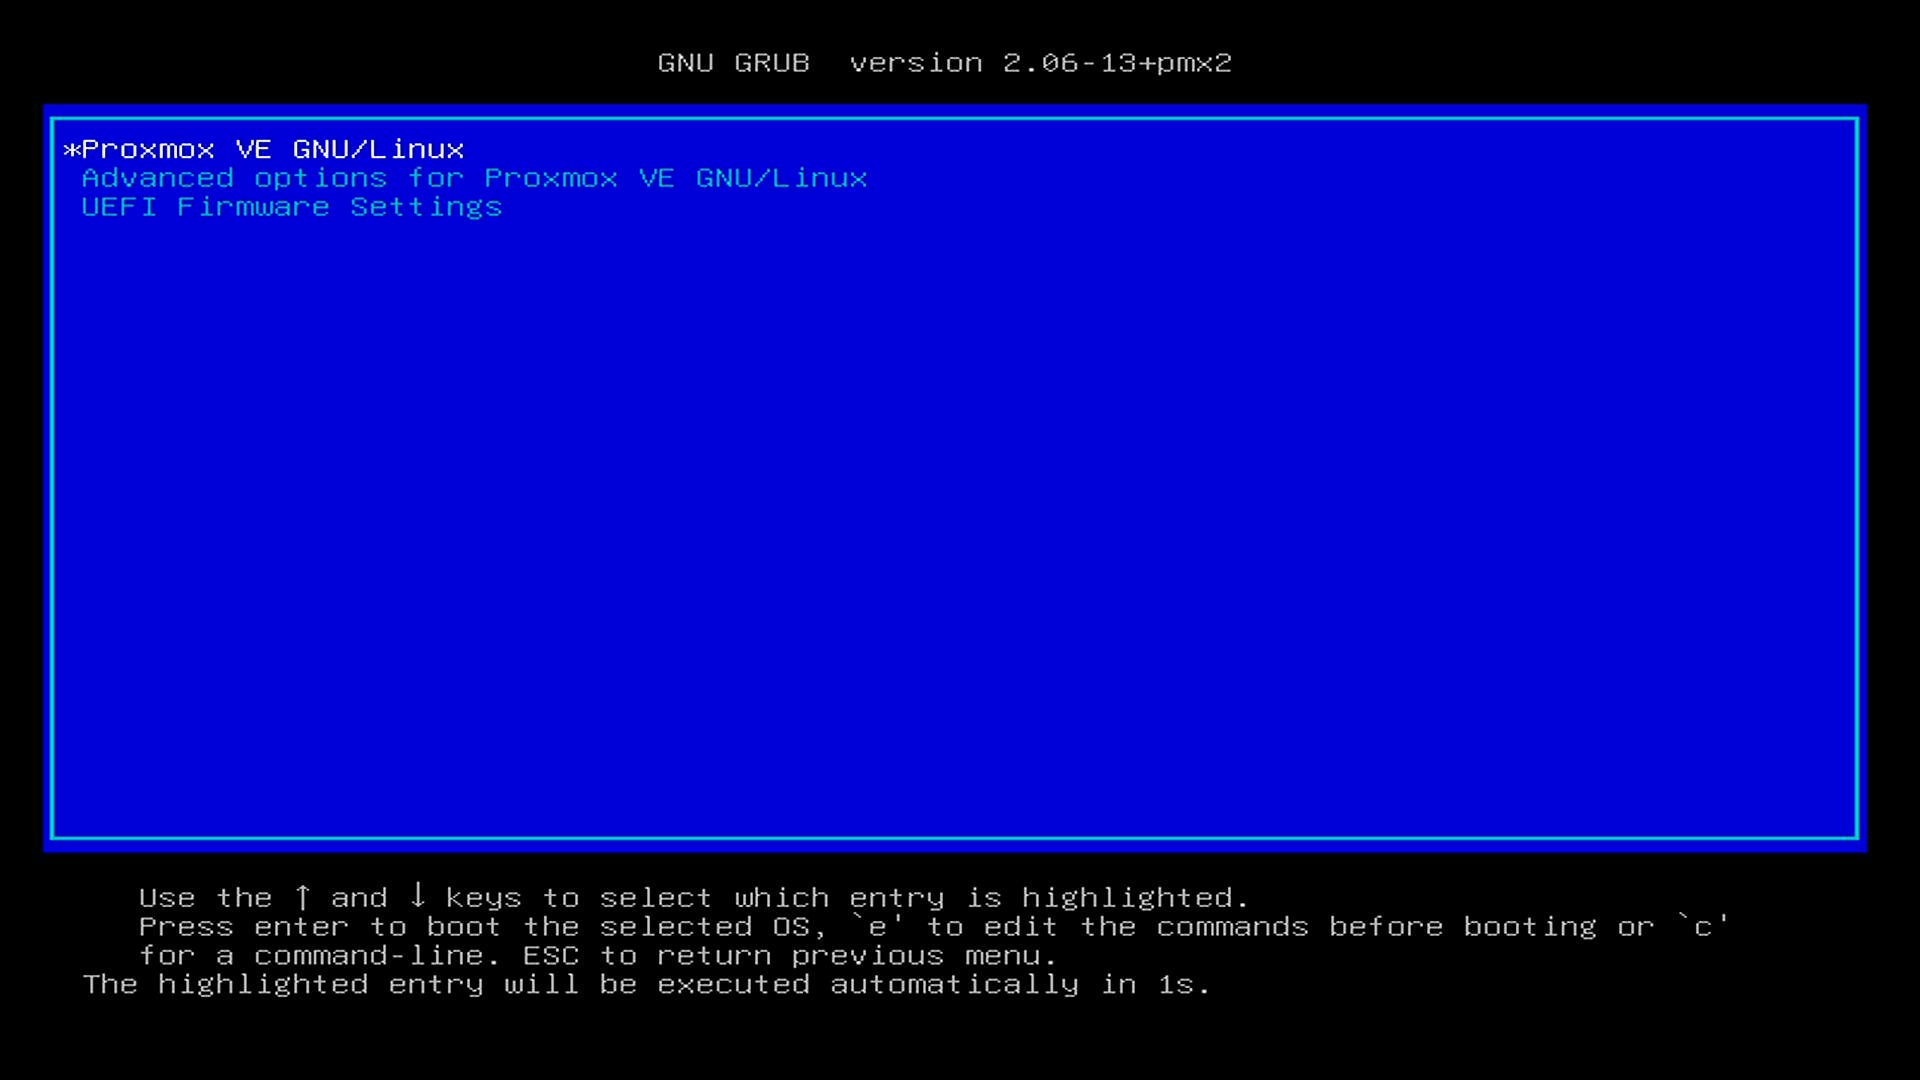 GNU GRUB  version 2.06-13+pmx2
*Proxmox VE GNU/Linux
Advanced options for Proxmox VE GNU/Linux
UEFI Firmware Settings
Use the ↑ and ↓ keys to select which entry is highlighted.
Press enter to boot the selected OS, `e' to edit the commands before booting or `c'
for a command-line. ESC to return previous menu.
The highlighted entry will be executed automatically in 1s.